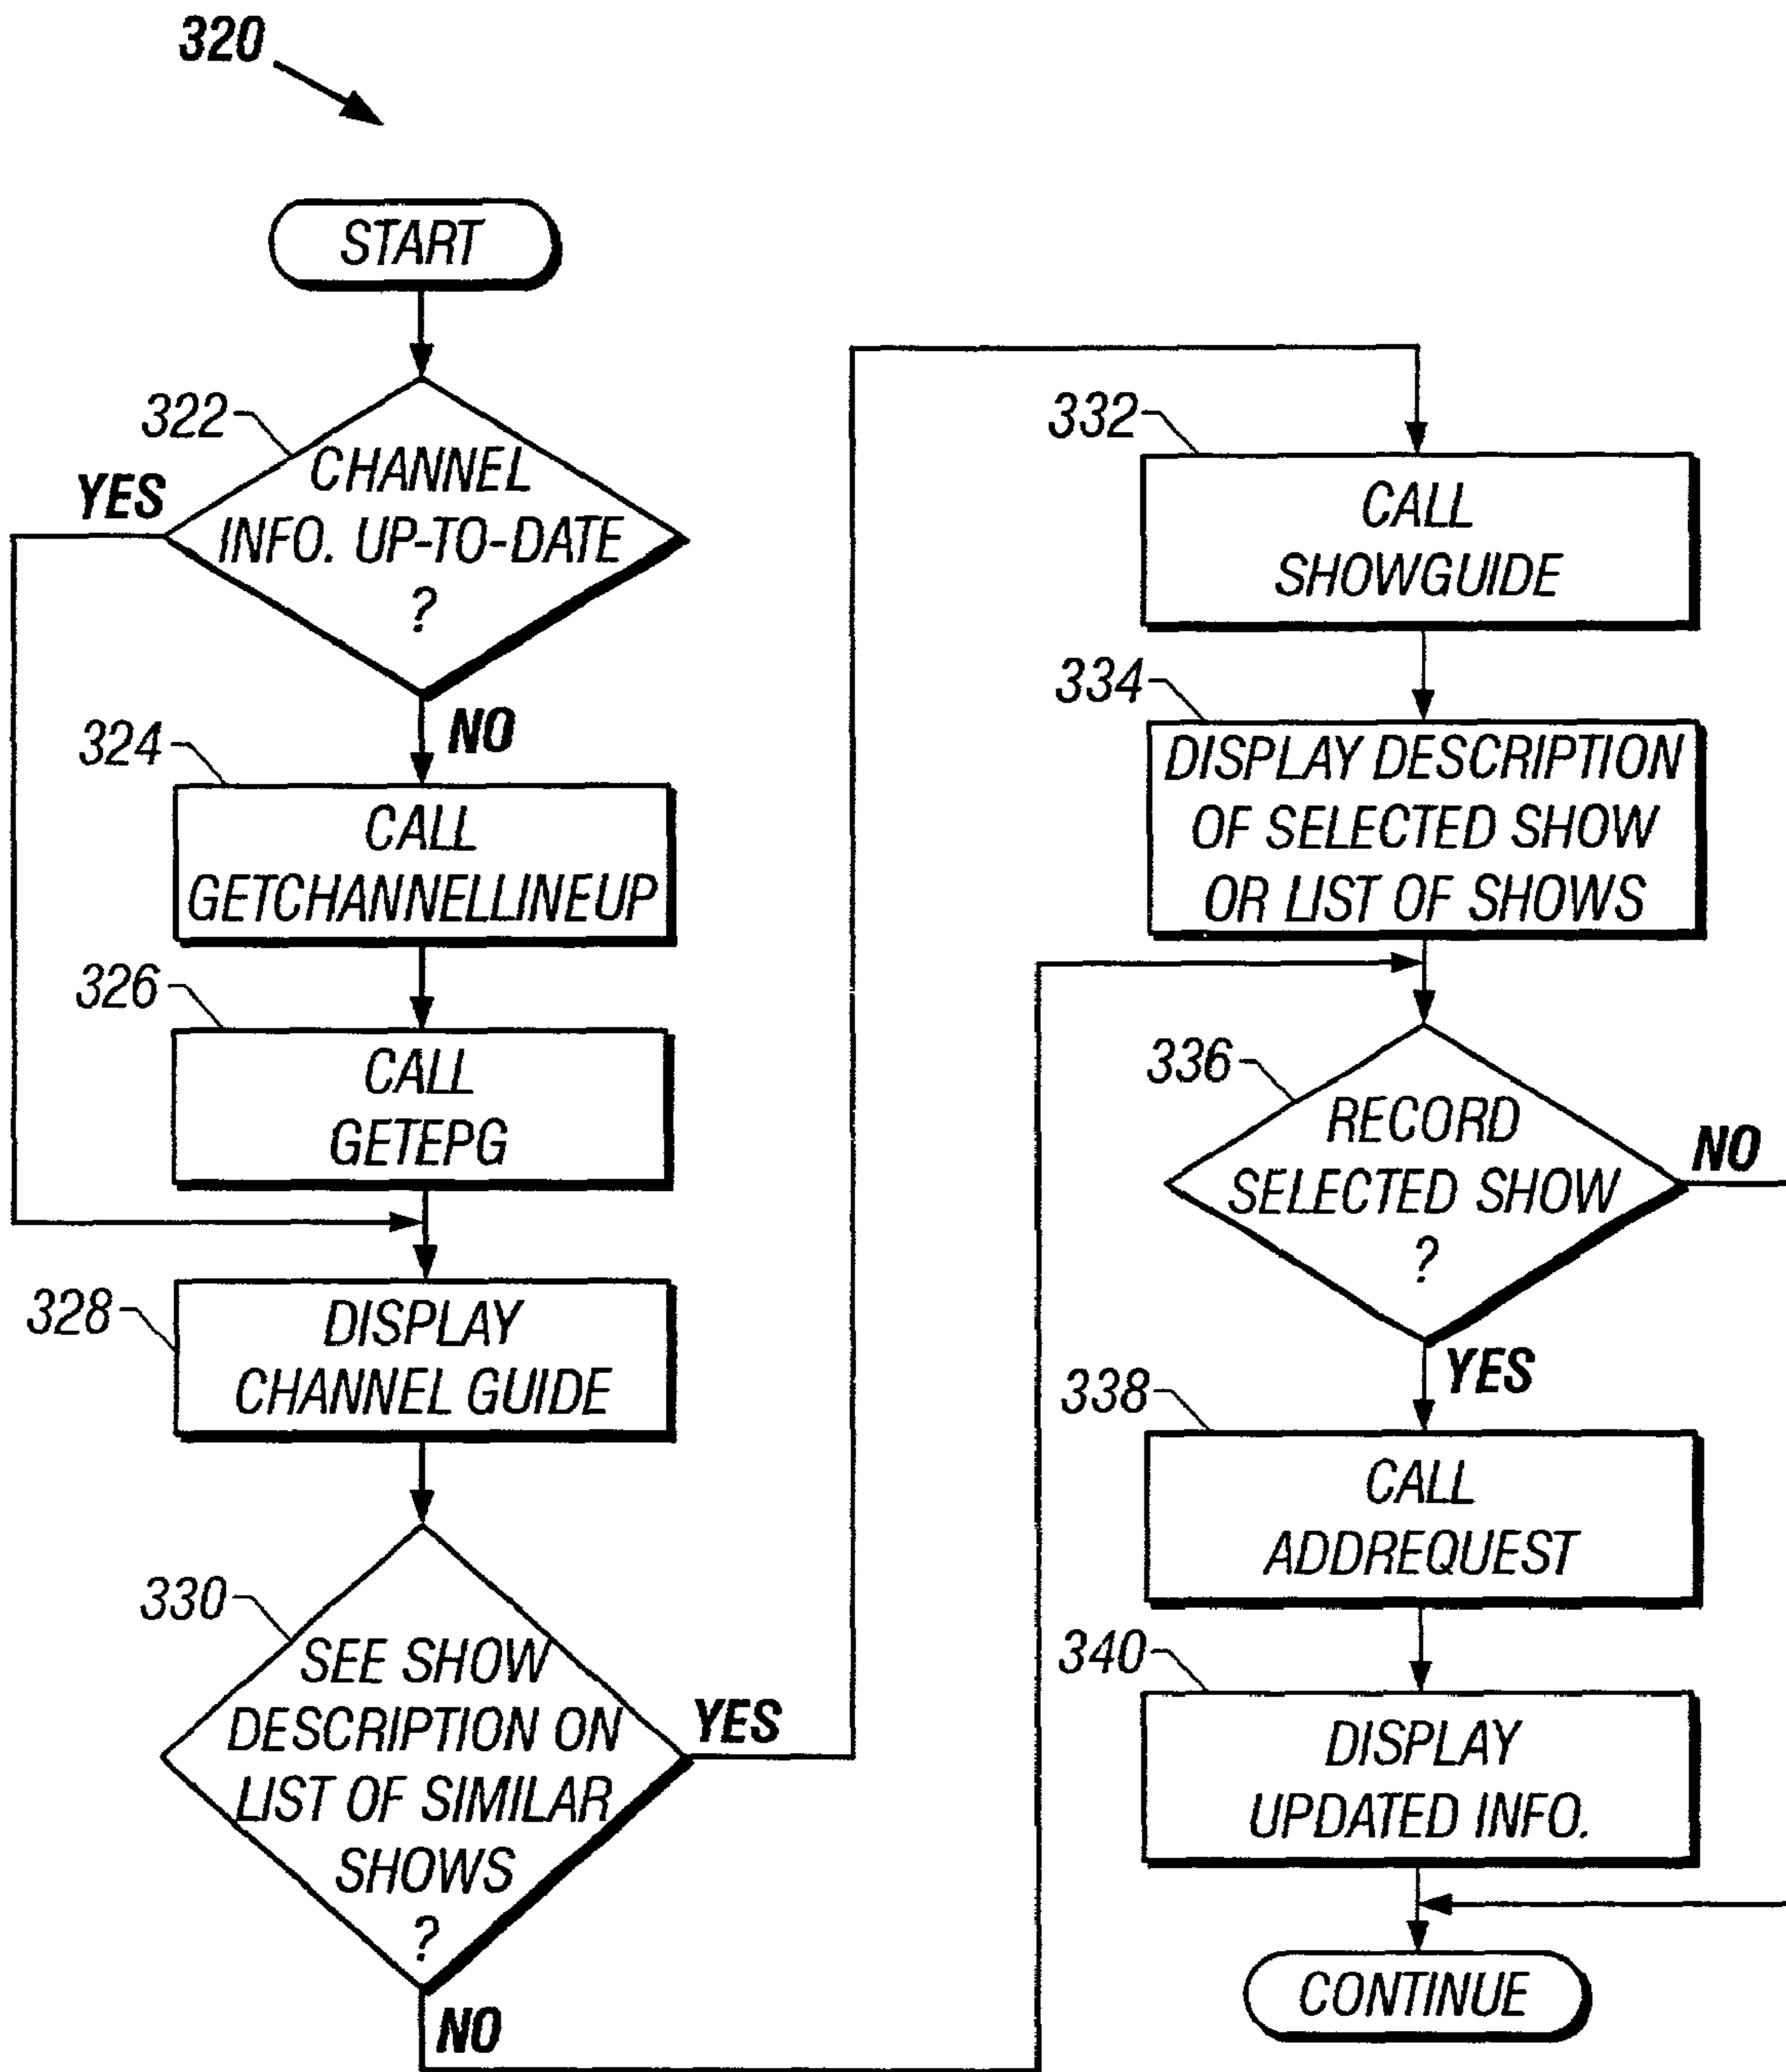 320
START
322
CHANNEL
INFO. UP-TO-DATE
?
YES
NO
324
CALL
GETCHANNELLINEUP
326
CALL
GETEPG
328
DISPLAY
CHANNEL GUIDE
330
SEE SHOW
DESCRIPTION ON
LIST OF SIMILAR
SHOWS
?
YES
NO
332
CALL
SHOWGUIDE
334
DISPLAY DESCRIPTION
OF SELECTED SHOW
OR LIST OF SHOWS
336
RECORD
SELECTED SHOW
?
NO
YES
338
CALL
ADDREQUEST
340
DISPLAY
UPDATED INFO.
CONTINUE